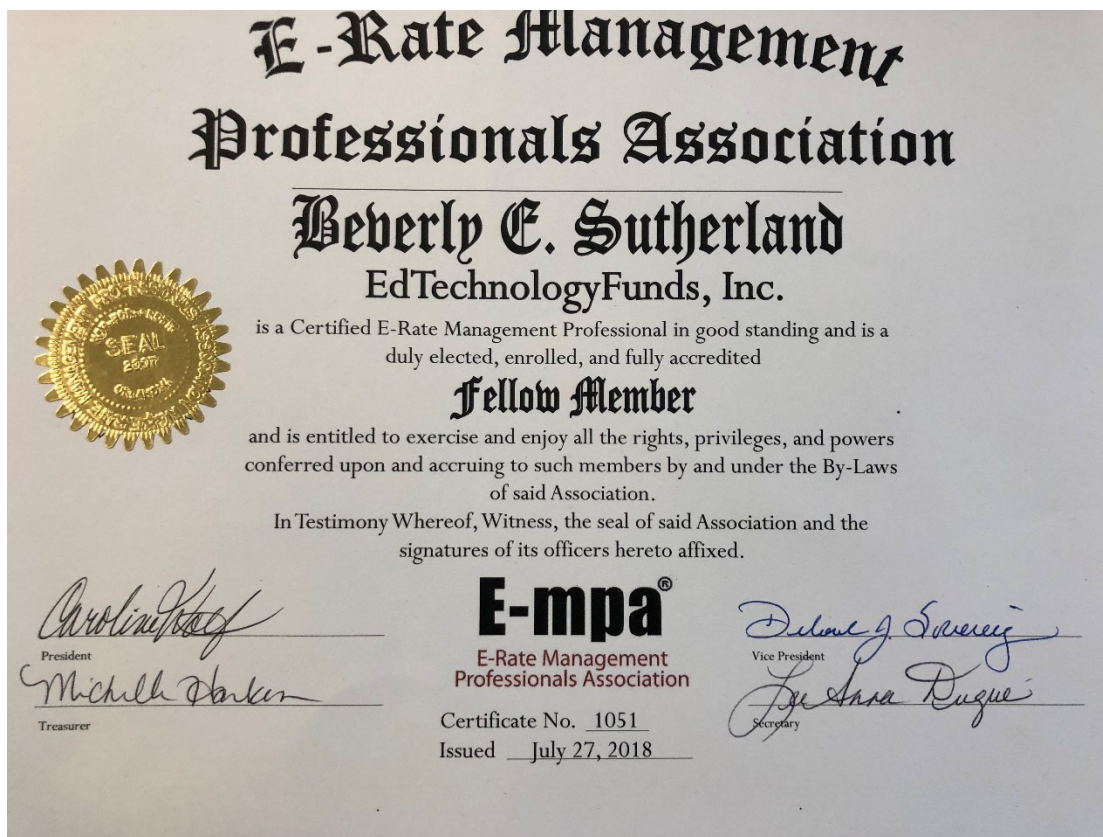 E-Rate Management
Professionals Association
Beverly E. Sutherland
EdTechnologyFunds, Inc.
is a Certified E-Rate Management Professional in good standing and is a
duly elected, enrolled, and fully accredited
Fellow Member
and is entitled to exercise and enjoy all the rights, privileges, and powers
conferred upon and accruing to such members by and under the By-Laws
of said Association.
In Testimony Whereof, Witness, the seal of said Association and the
signatures of its officers hereto affixed.
SEAL
President
Michelle
Treasurer
E-mpa®
E-Rate Management
Professionals Association
Certificate No. 1051
Issued July 27, 2018
Vice President
Secretary